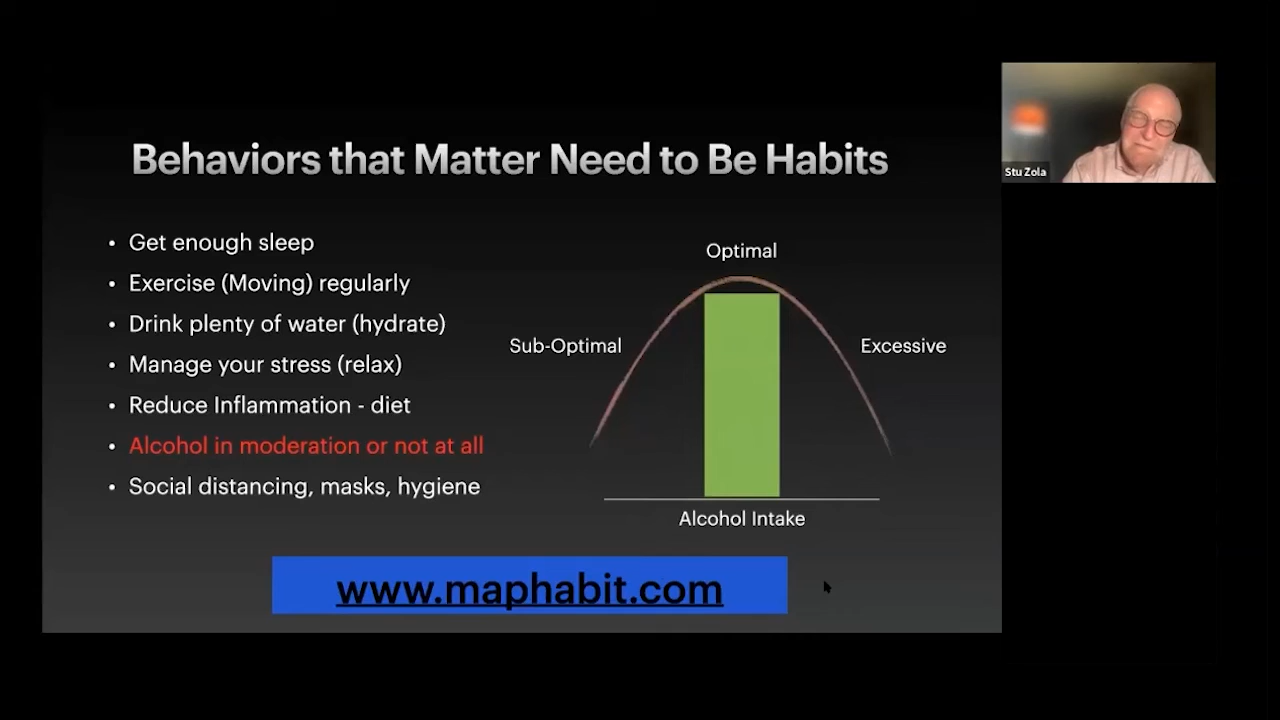 Behaviors that Matter Need to Be Habits
• Get enough sleep
• Exercise (Moving) regularly
• Drink plenty of water (hydrate)
• Manage your stress (relax)
• Reduce Inflammation - diet
• Alcohol in moderation or not at all
• Social distancing, masks, hygiene
Optimal
Sub-Optimal
Excessive
Alcohol Intake
www.maphabit.com
Stu Zola